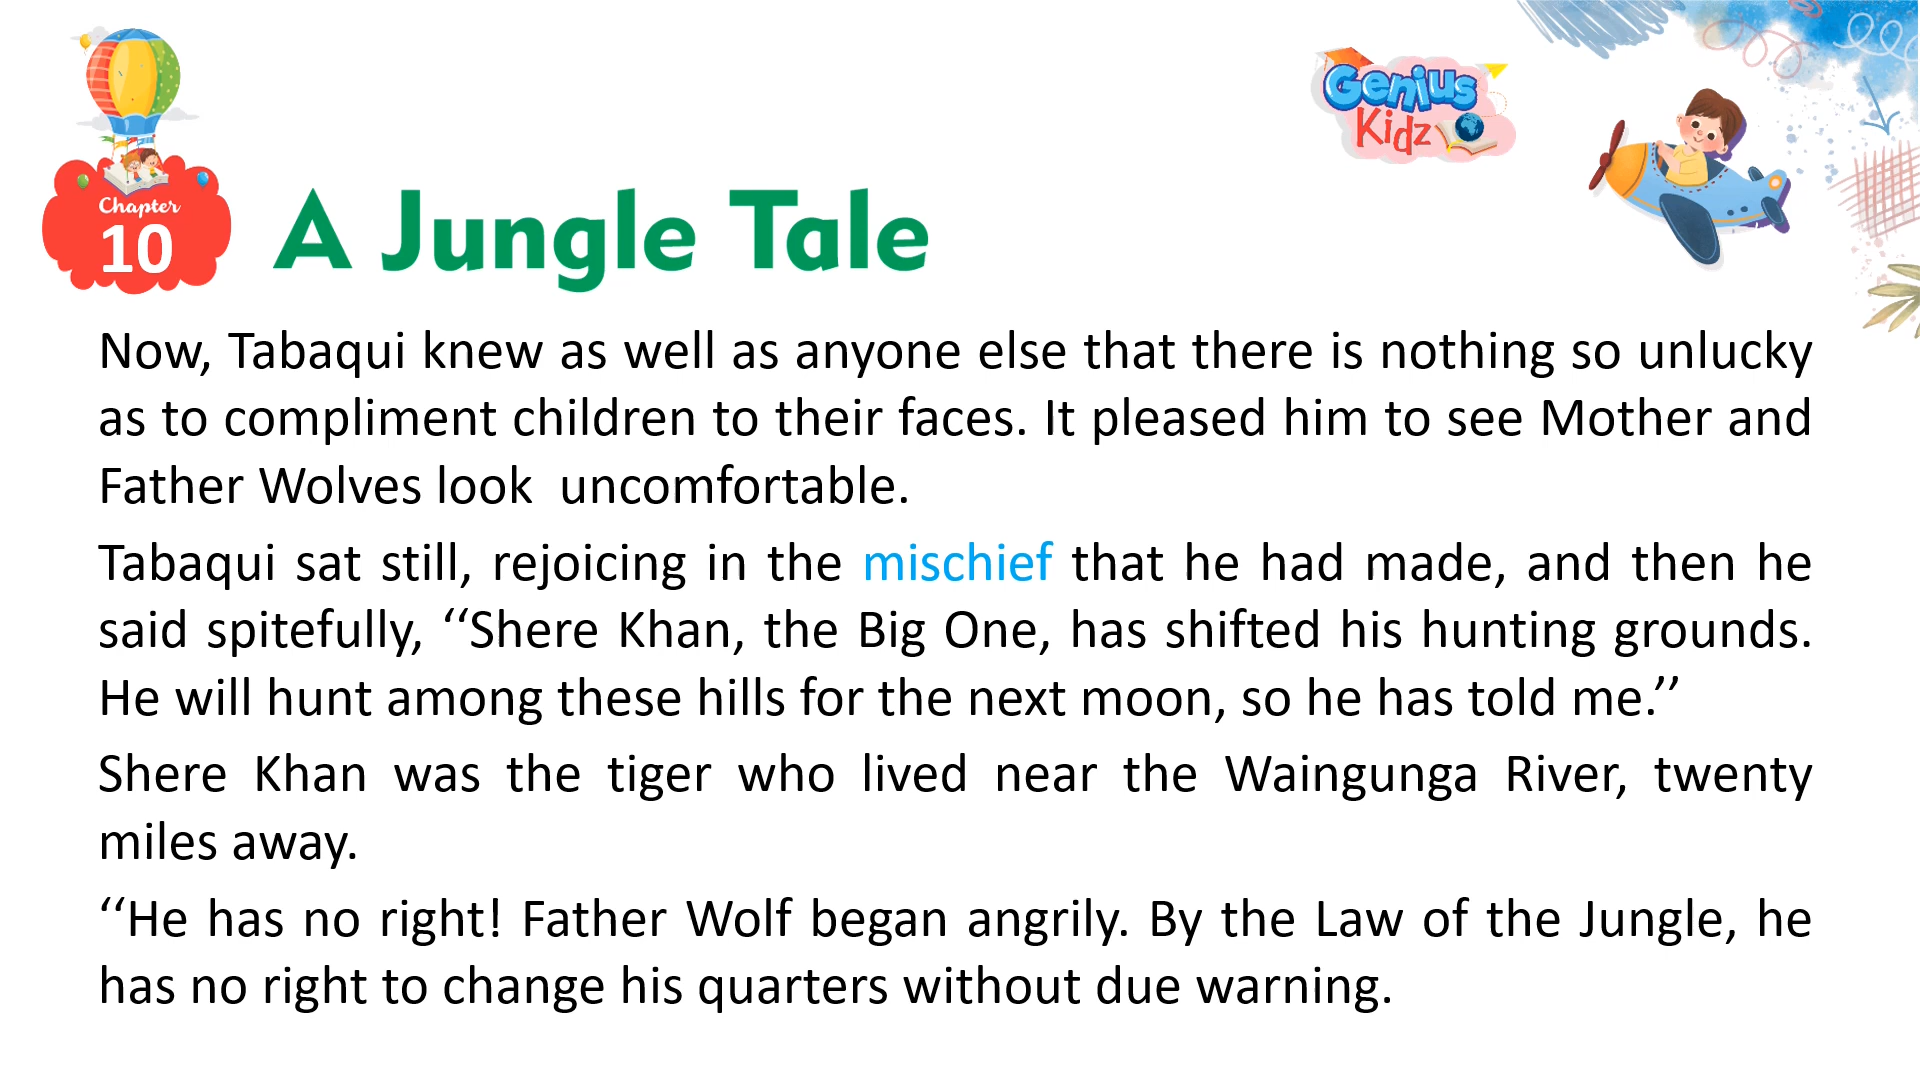 Genius
Kidz
Chapter
10
A Jungle Tale
Now, Tabaqui knew as well as anyone else that there is nothing so unlucky
as to compliment children to their faces. It pleased him to see Mother and
Father Wolves look  uncomfortable.
Tabaqui sat still, rejoicing in the mischief that he had made, and then he
said spitefully, ‘‘Shere Khan, the Big One, has shifted his hunting grounds.
He will hunt among these hills for the next moon, so he has told me.’’
Shere Khan was the tiger who lived near the Waingunga River, twenty
miles away.
‘‘He has no right! Father Wolf began angrily. By the Law of the Jungle, he
has no right to change his quarters without due warning.